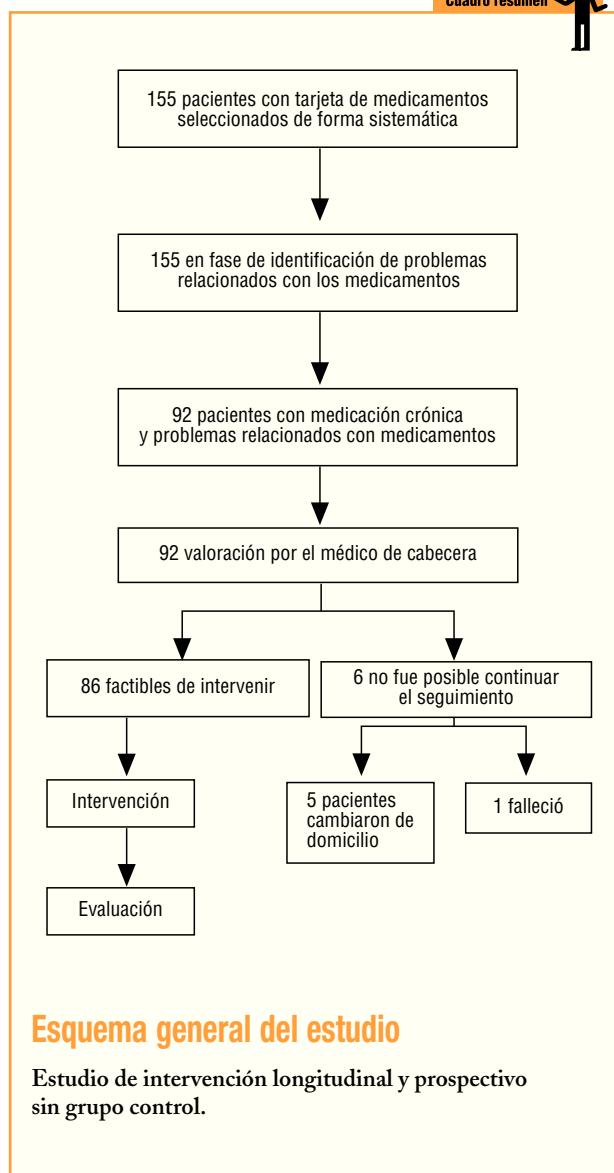 Cuadro resumen
155 pacientes con tarjeta de medicamentos
seleccionados de forma sistemática
155 en fase de identificación de problemas
relacionados con los medicamentos
92 pacientes con medicación crónica
y problemas relacionados con medicamentos
92 valoración por el médico de cabecera
86 factibles de intervenir
6 no fue posible continuar
el seguimiento
Intervención
5 pacientes
cambiaron de
domicilio
1 falleció
Evaluación
Esquema general del estudio
Estudio de intervención longitudinal y prospectivo
sin grupo control.